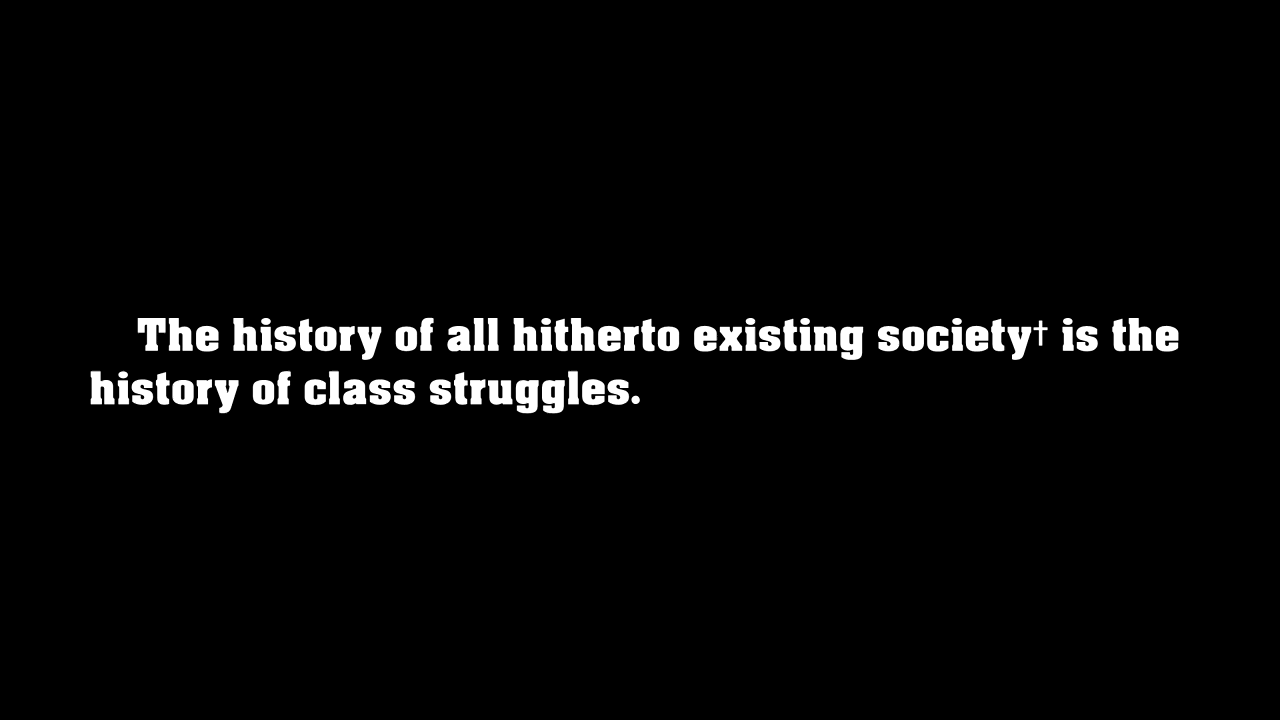 The history of all hitherto existing society† is the
history of class struggles.